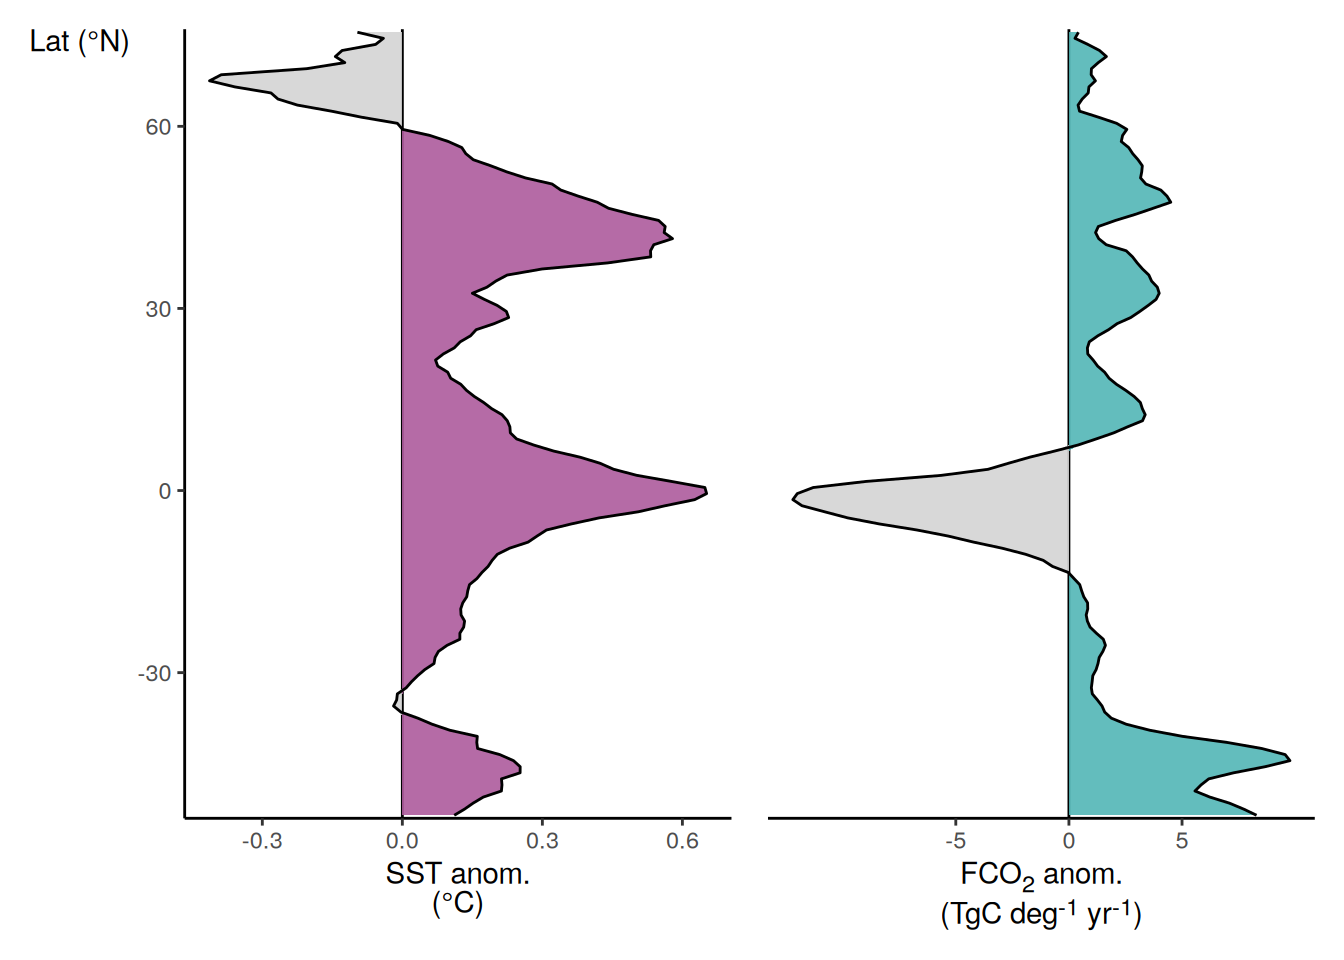 Lat (°N)
60
30
0
-30
-0.3 0.0 0.3 0.6
SST anom.
(°C)
-5 0 5
FCO₂ anom.
(TgC deg⁻¹ yr⁻¹)